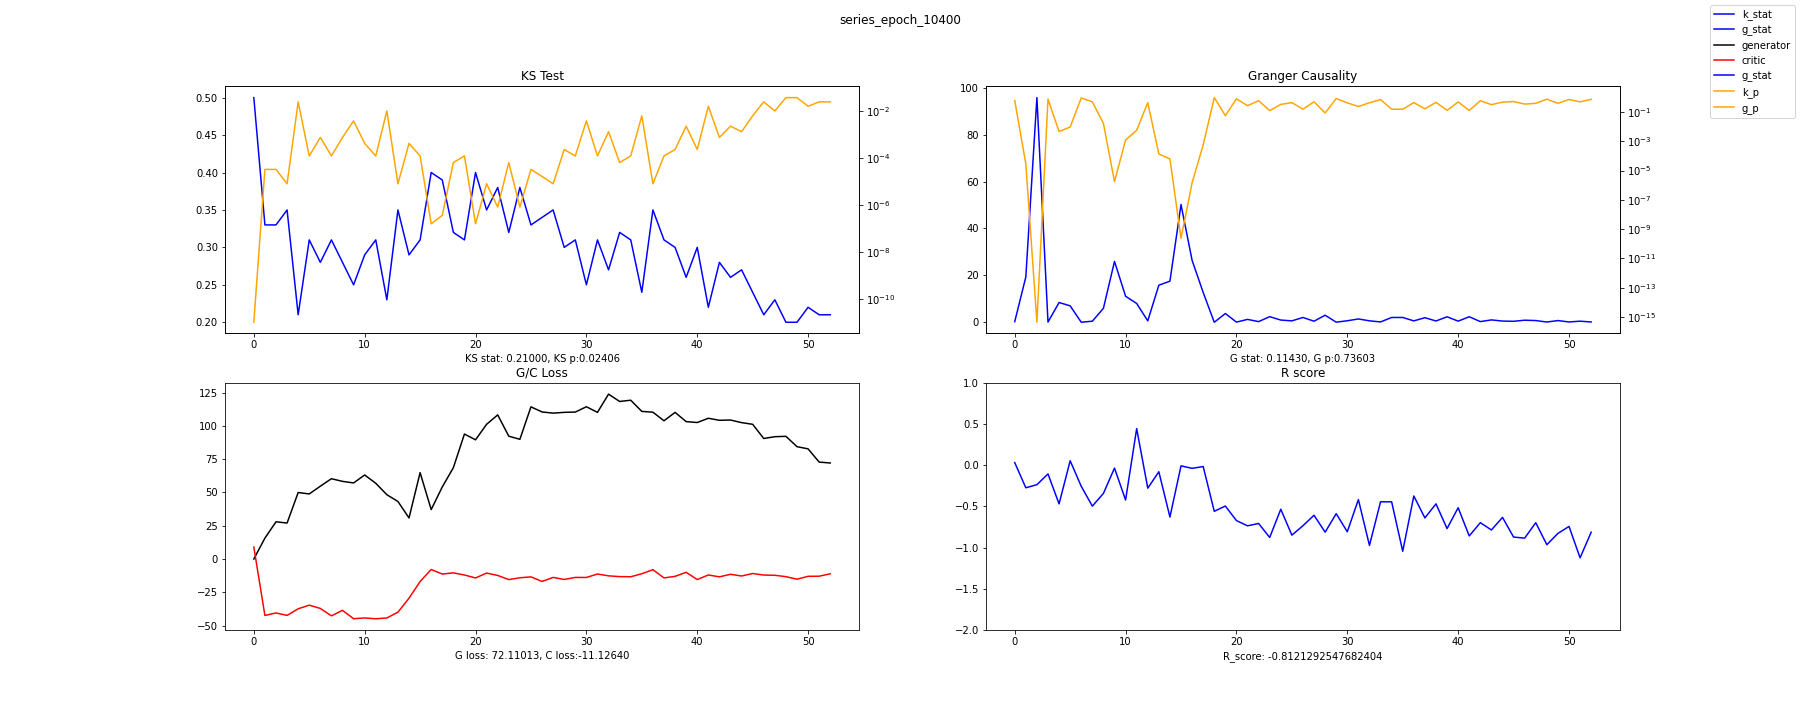 series_epoch_10400
k_stat
g_stat
generator
critic
g_stat
k_p
g_p
KS Test
0.50
0.45
0.40
0.35
0.30
0.25
0.20
10⁻²
10⁻⁴
10⁻⁶
10⁻⁸
10⁻¹⁰
0 10 20 30 40 50
KS stat: 0.21000, KS p:0.02406
Granger Causality
100
80
60
40
20
0
10⁻¹
10⁻³
10⁻⁵
10⁻⁷
10⁻⁹
10⁻¹¹
10⁻¹³
10⁻¹⁵
0 10 20 30 40 50
G stat: 0.11430, G p:0.73603
G/C Loss
125
100
75
50
25
0
−25
−50
0 10 20 30 40 50
G loss: 72.11013, C loss:-11.12640
R score
1.0
0.5
0.0
−0.5
−1.0
−1.5
−2.0
0 10 20 30 40 50
R_score: -0.8121292547682404